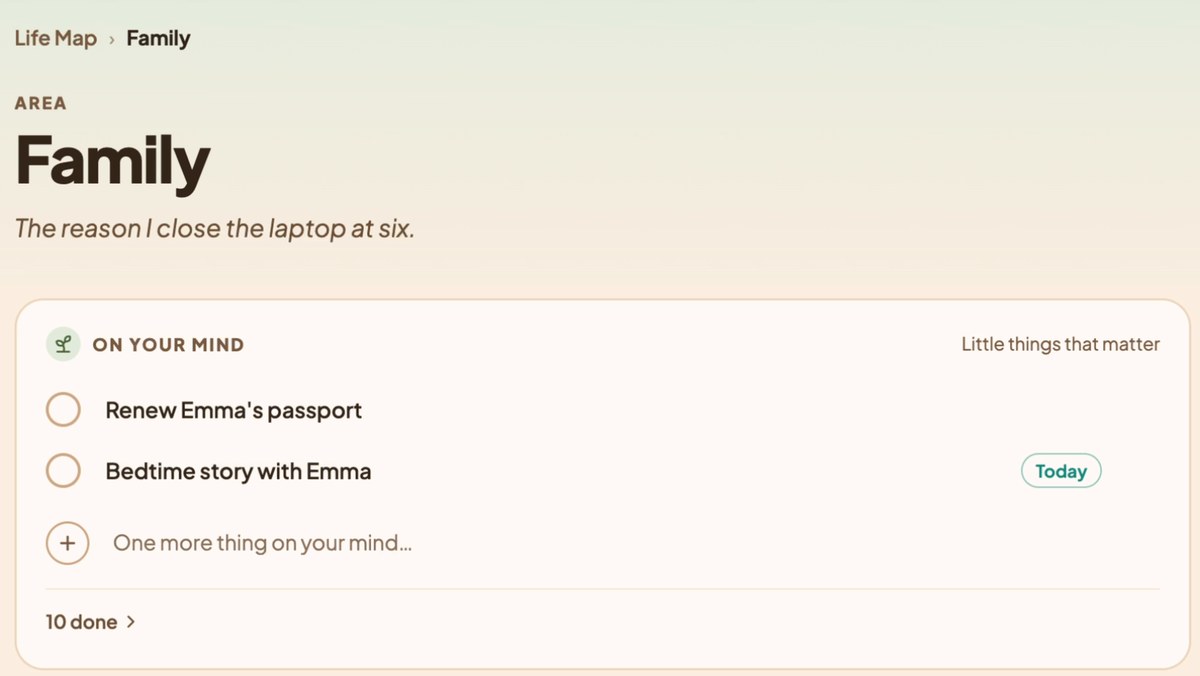 Life Map › Family
AREA
Family
The reason I close the laptop at six.
ON YOUR MIND
Little things that matter
Renew Emma's passport
Bedtime story with Emma
Today
One more thing on your mind...
10 done >